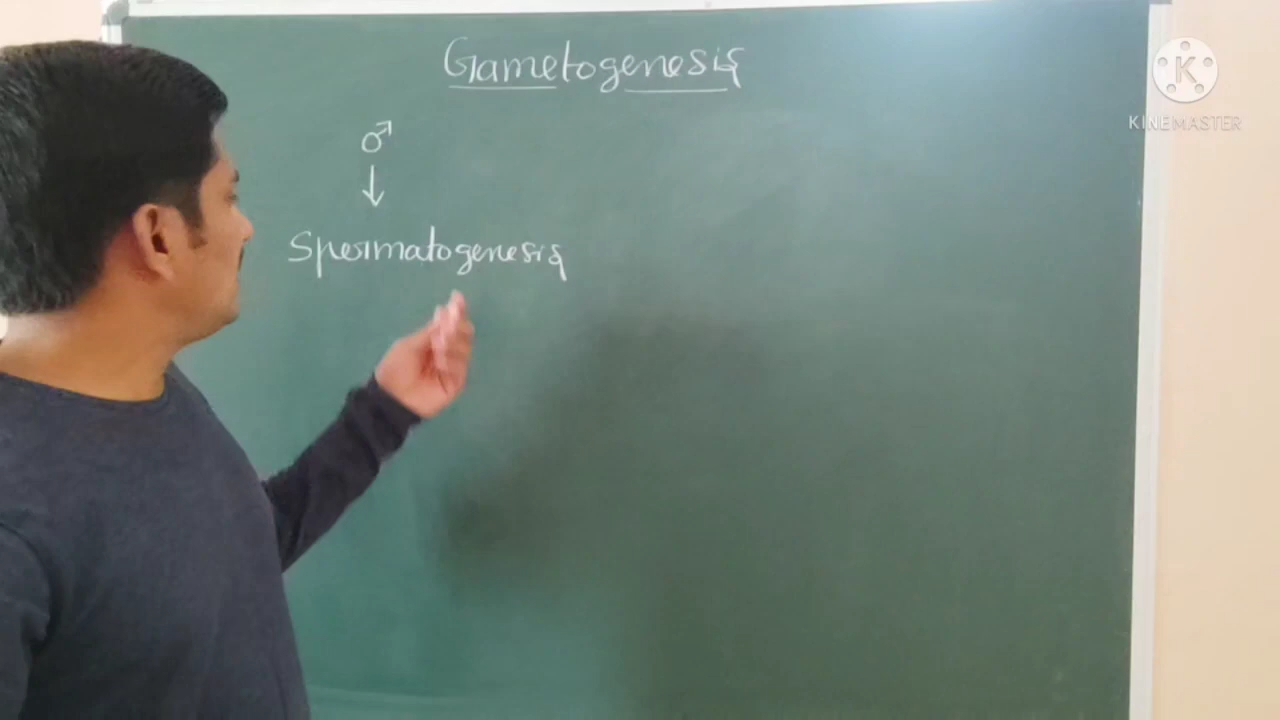 Gametogenesis
♂
↓
Spermatogenesis
K
KINEMASTER